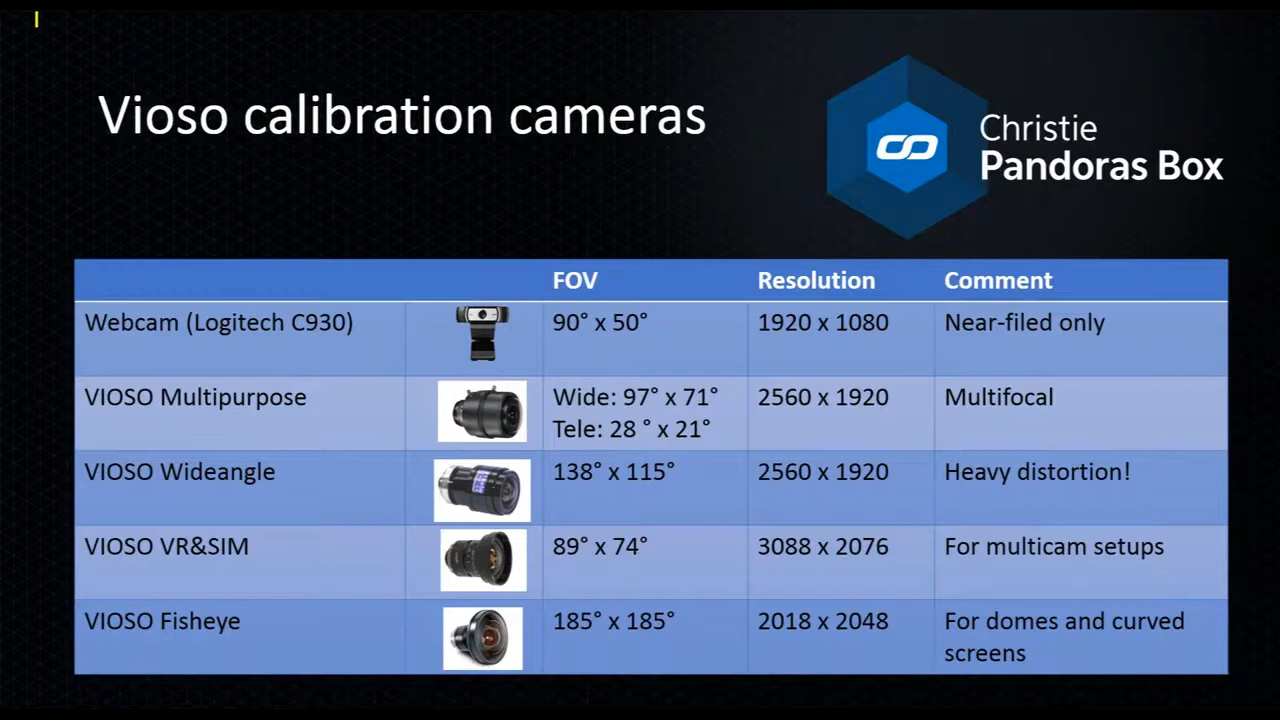 Vioso calibration cameras
Christie
Pandoras Box
FOV Resolution Comment
Webcam (Logitech C930) 90° x 50° 1920 x 1080 Near-filed only
VIOSO Multipurpose Wide: 97° x 71° 2560 x 1920 Multifocal
Tele: 28 ° x 21°
VIOSO Wideangle 138° x 115° 2560 x 1920 Heavy distortion!
VIOSO VR&SIM 89° x 74° 3088 x 2076 For multicam setups
VIOSO Fisheye 185° x 185° 2018 x 2048 For domes and curved
screens